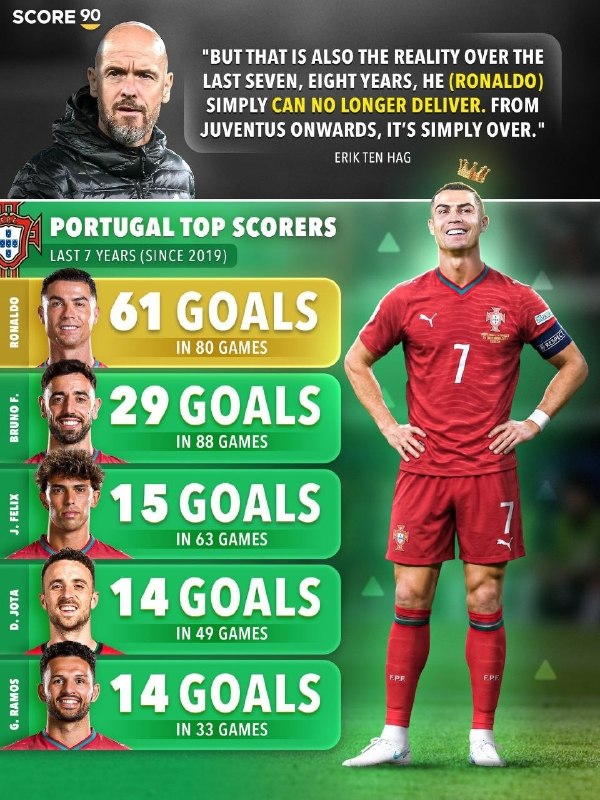 SCORE 90
"BUT THAT IS ALSO THE REALITY OVER THE
LAST SEVEN, EIGHT YEARS, HE (RONALDO)
SIMPLY CAN NO LONGER DELIVER. FROM
JUVENTUS ONWARDS, IT'S SIMPLY OVER."
ERIK TEN HAG
PORTUGAL TOP SCORERS
LAST 7 YEARS (SINCE 2019)
RONALDO
61 GOALS
IN 80 GAMES
BRUNO F.
29 GOALS
IN 88 GAMES
J. FELIX
15 GOALS
IN 63 GAMES
D. JOTA
14 GOALS
IN 49 GAMES
G. RAMOS
14 GOALS
IN 33 GAMES
7
RESPECT
7
F.P.F.
F.P.F.